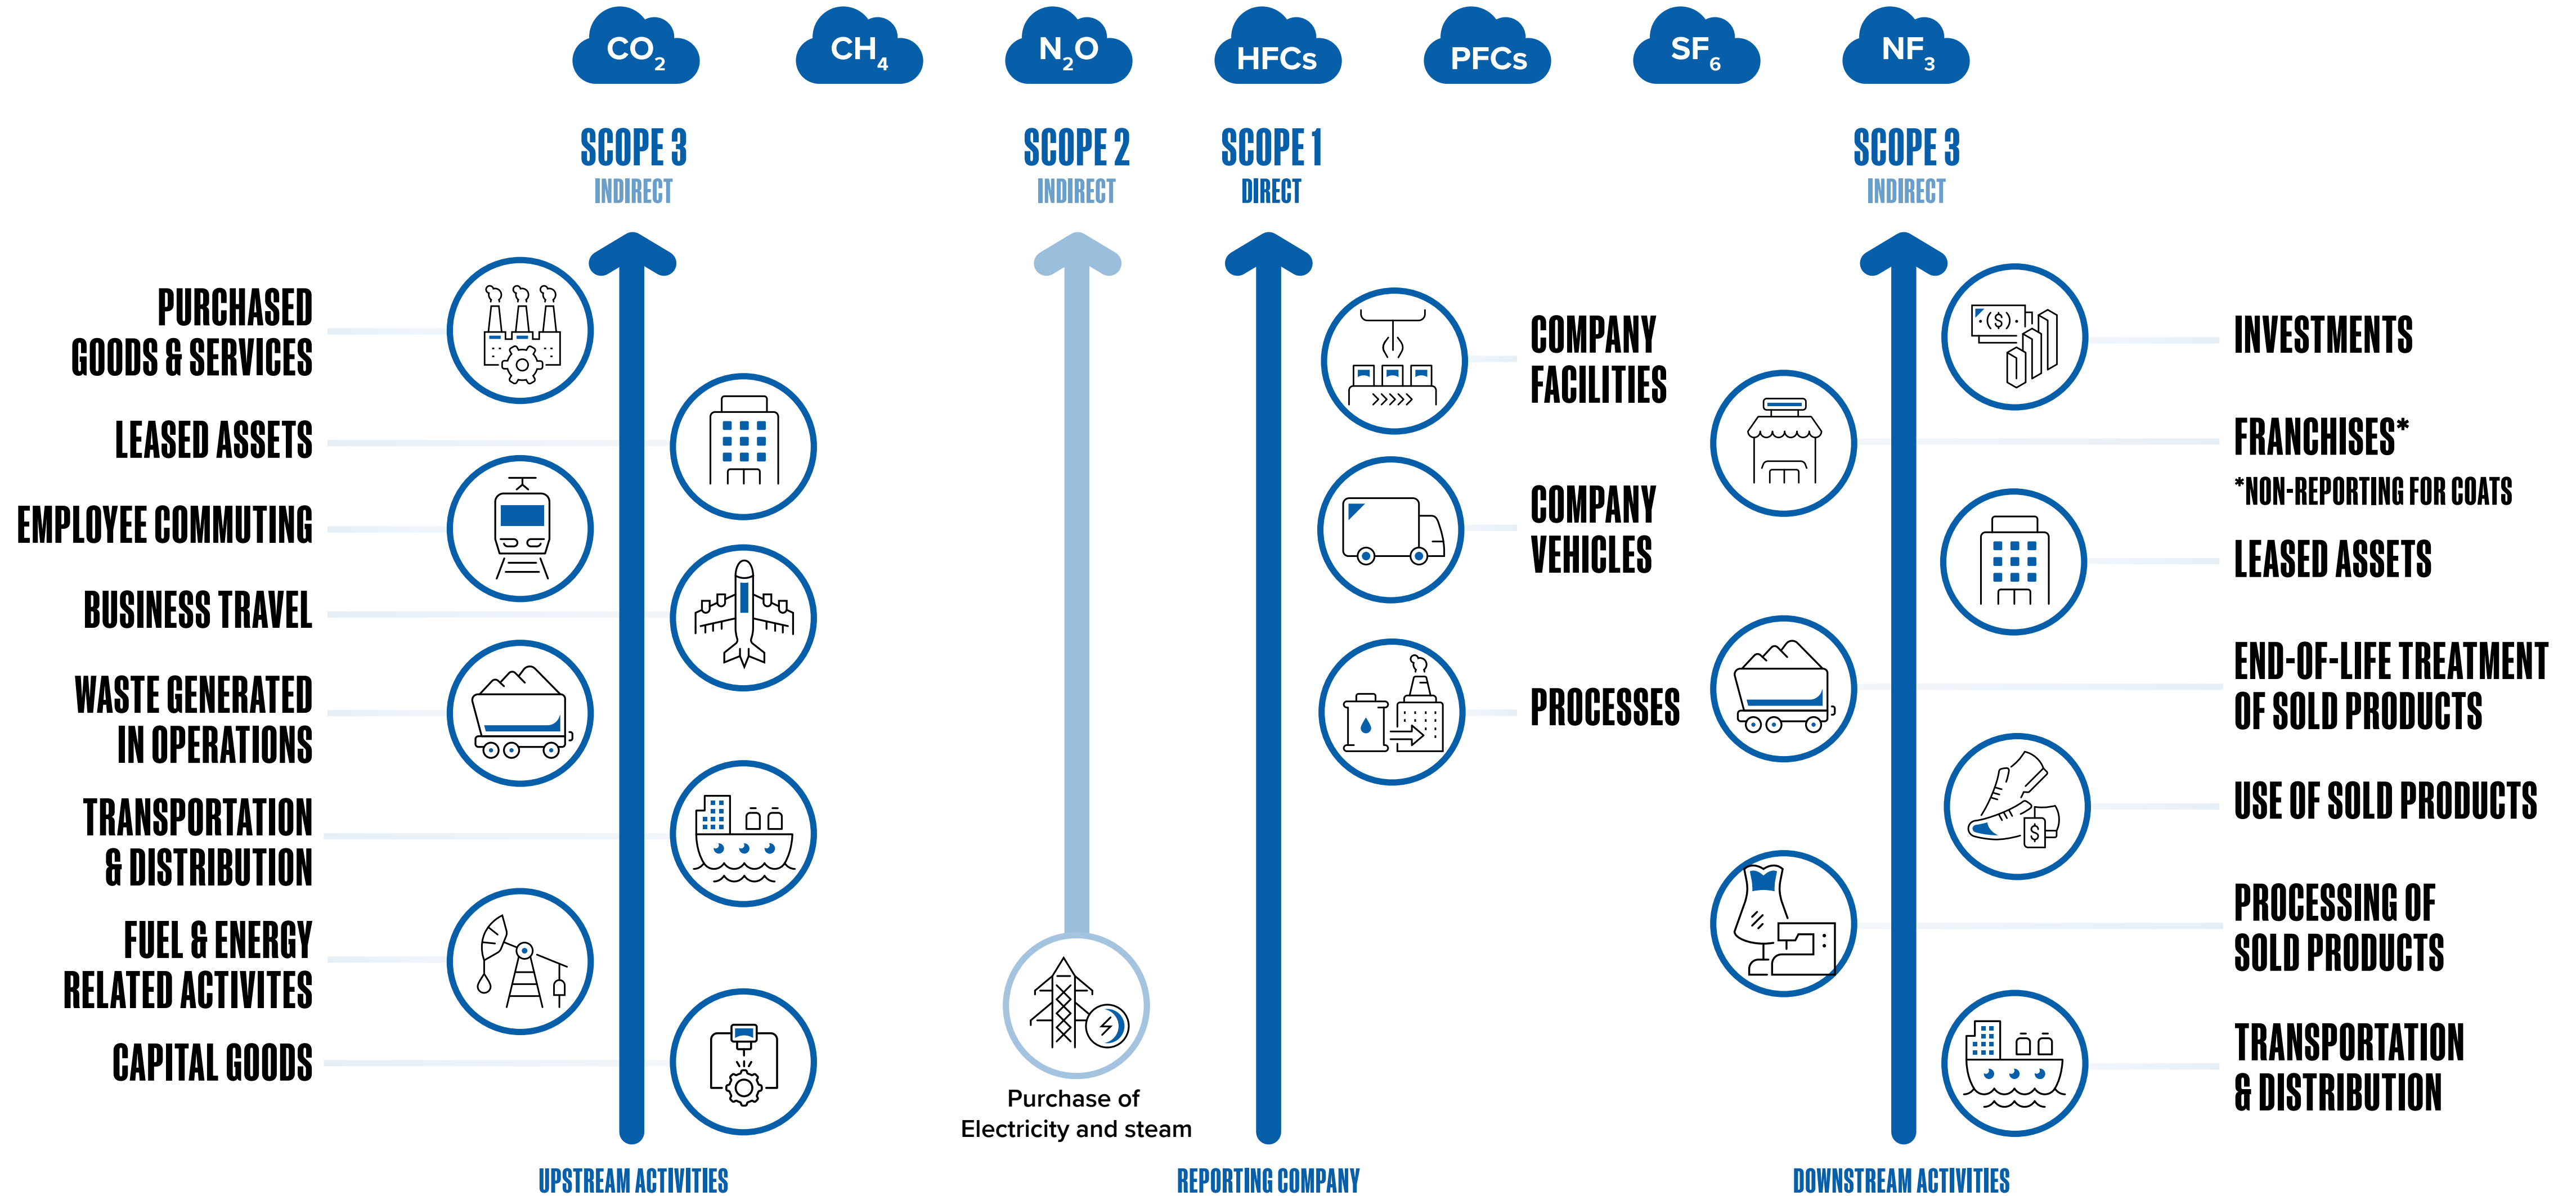 CO2
CH4
N2O
HFCs
PFCs
SF6
NF3
SCOPE 3
INDIRECT
SCOPE 2
INDIRECT
SCOPE 1
DIRECT
SCOPE 3
INDIRECT
PURCHASED
GOODS & SERVICES
LEASED ASSETS
EMPLOYEE COMMUTING
BUSINESS TRAVEL
WASTE GENERATED
IN OPERATIONS
TRANSPORTATION
& DISTRIBUTION
FUEL & ENERGY
RELATED ACTIVITES
CAPITAL GOODS
UPSTREAM ACTIVITIES
Purchase of
Electricity and steam
COMPANY
FACILITIES
COMPANY
VEHICLES
PROCESSES
REPORTING COMPANY
($)
INVESTMENTS
FRANCHISES*
*NON-REPORTING FOR COATS
LEASED ASSETS
END-OF-LIFE TREATMENT
OF SOLD PRODUCTS
$
USE OF SOLD PRODUCTS
PROCESSING OF
SOLD PRODUCTS
TRANSPORTATION
& DISTRIBUTION
DOWNSTREAM ACTIVITIES